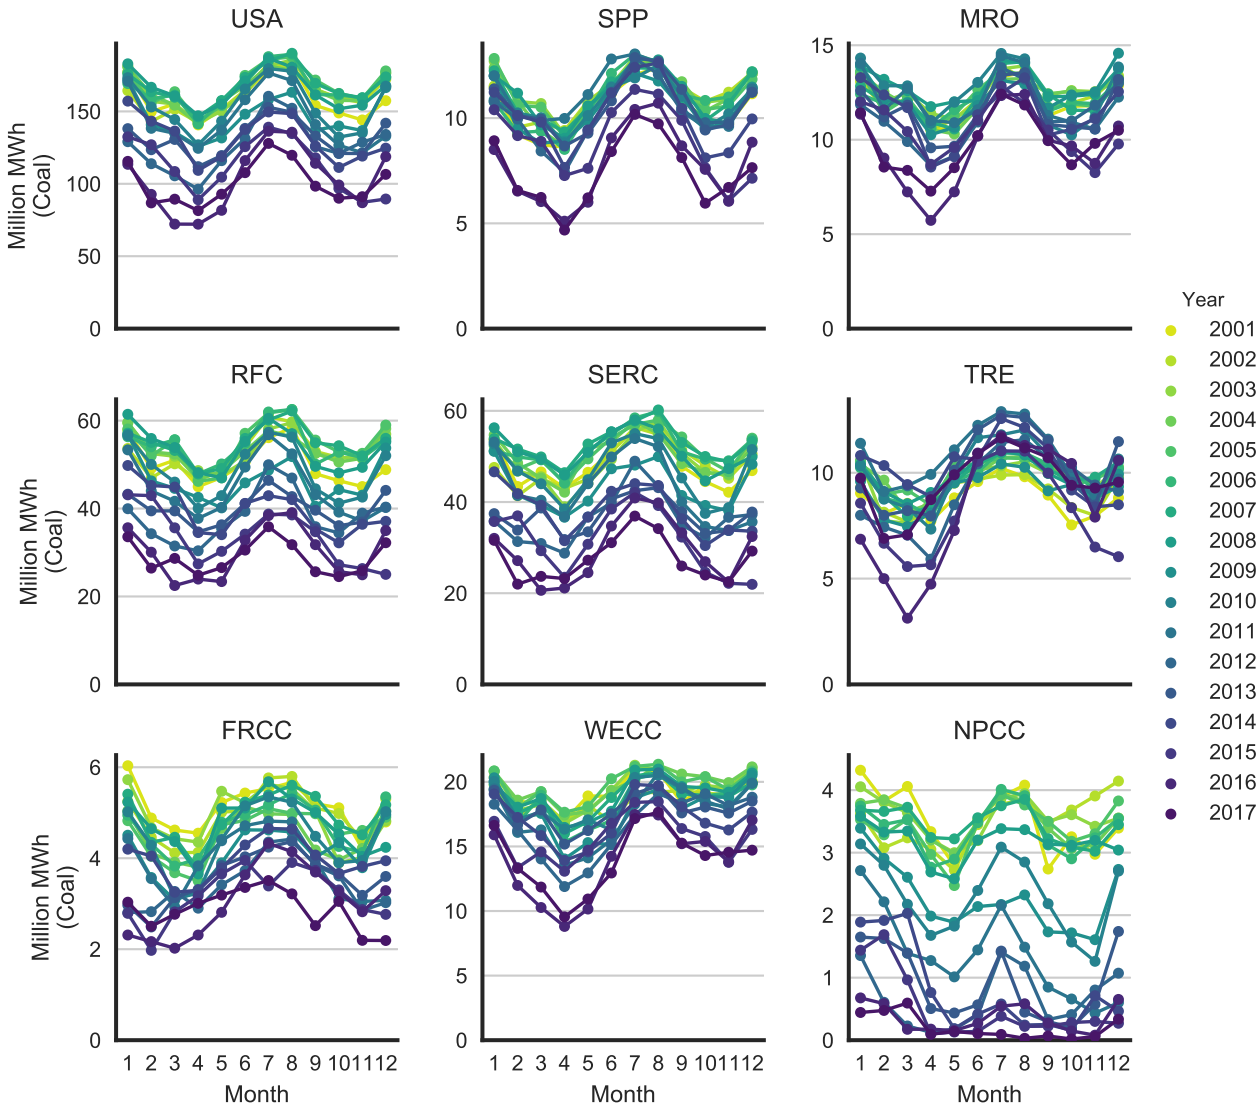 USA
SPP
MRO
Million MWh
(Coal)
150
100
50
0
10
5
0
15
10
5
0
RFC
SERC
TRE
Million MWh
(Coal)
60
40
20
0
60
40
20
0
10
5
0
FRCC
WECC
NPCC
Million MWh
(Coal)
6
4
2
0
20
15
10
5
0
4
3
2
1
0
1 2 3 4 5 6 7 8 9 10 11 12
1 2 3 4 5 6 7 8 9 10 11 12
1 2 3 4 5 6 7 8 9 10 11 12
Month
Month
Month
Year
2001
2002
2003
2004
2005
2006
2007
2008
2009
2010
2011
2012
2013
2014
2015
2016
2017